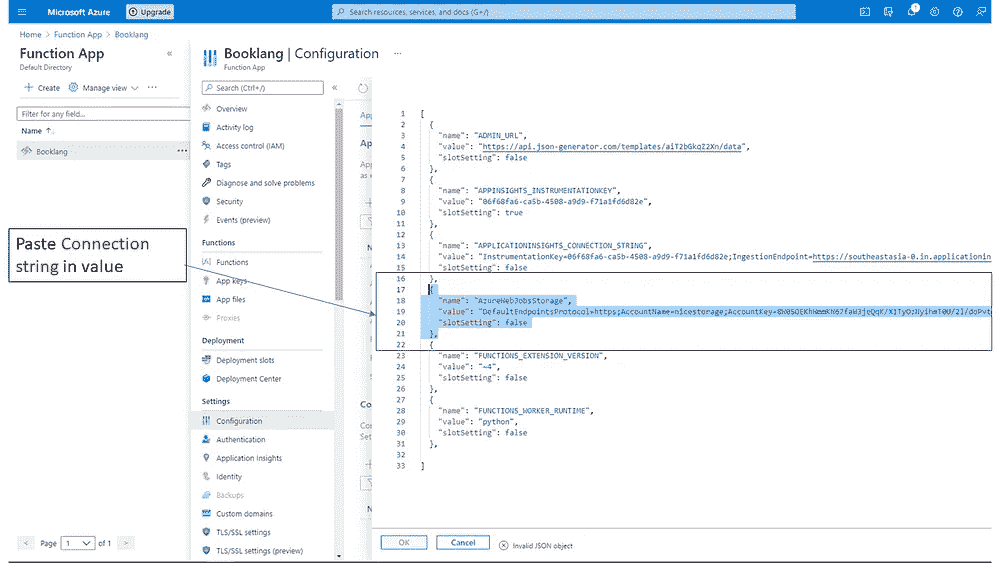 Microsoft Azure
Upgrade
Search resources, services, and docs (G+/)
1
Home > Function App > Booklang
Function App
Default Directory
+ Create
Manage view
Filter for any field...
Name ↑
Booklang
Page 1 of 1
Booklang | Configuration
Function App
Search (Ctrl+/)
Overview
Activity log
Access control (IAM)
Tags
Diagnose and solve problems
Security
Events (preview)
Functions
Functions
App keys
App files
Proxies
Deployment
Deployment slots
Deployment Center
Settings
Configuration
Authentication
Application Insights
Identity
Backups
Custom domains
TLS/SSL settings
TLS/SSL settings (preview)
Paste Connection
string in value
1 [
2 {
3 "name": "ADMIN_URL",
4 "value": "https://api.json-generator.com/templates/aiT2bGkqZ2Xn/data",
5 "slotSetting": false
6 },
7 {
8 "name": "APPINSIGHTS_INSTRUMENTATIONKEY",
9 "value": "06f68fa6-ca5b-4508-a9d9-f71a1fd6d82e",
10 "slotSetting": true
11 },
12 {
13 "name": "APPLICATIONINSIGHTS_CONNECTION_STRING",
14 "value": "InstrumentationKey=06f68fa6-ca5b-4508-a9d9-f71a1fd6d82e;IngestionEndpoint=https://southeastasia-0.in.applicationin
15 "slotSetting": false
16 },
17 {
18 "name": "AzureWebJobsStorage",
19 "value": "DefaultEndpointsProtocol=https;AccountName=nicestorage;AccountKey=
20 "slotSetting": false
21 },
22 {
23 "name": "FUNCTIONS_EXTENSION_VERSION",
24 "value": "~4",
25 "slotSetting": false
26 },
27 {
28 "name": "FUNCTIONS_WORKER_RUNTIME",
29 "value": "python",
30 "slotSetting": false
31 },
32
33 ]
OK
Cancel
Invalid JSON object